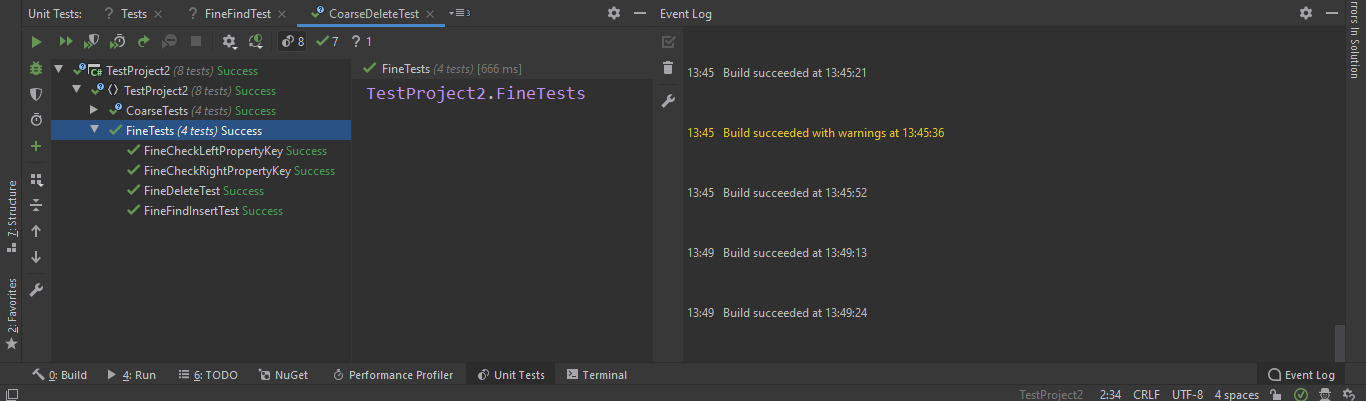 Unit Tests: Tests FineFindTest CoarseDeleteTest 3
8 7 ? 1
TestProject2 (8 tests) Success
TestProject2 (8 tests) Success
CoarseTests (4 tests) Success
FineTests (4 tests) Success
FineCheckLeftPropertyKey Success
FineCheckRightPropertyKey Success
FineDeleteTest Success
FineFindInsertTest Success
FineTests (4 tests) [666 ms]
TestProject2.FineTests
Event Log
13:45 Build succeeded at 13:45:21
13:45 Build succeeded with warnings at 13:45:36
13:45 Build succeeded at 13:45:52
13:49 Build succeeded at 13:49:13
13:49 Build succeeded at 13:49:24
7: Structure
2: Favorites
rrors In Solution
0: Build 4: Run 6: TODO NuGet Performance Profiler Unit Tests Terminal Event Log
TestProject2 2:34 CRLF UTF-8 4 spaces